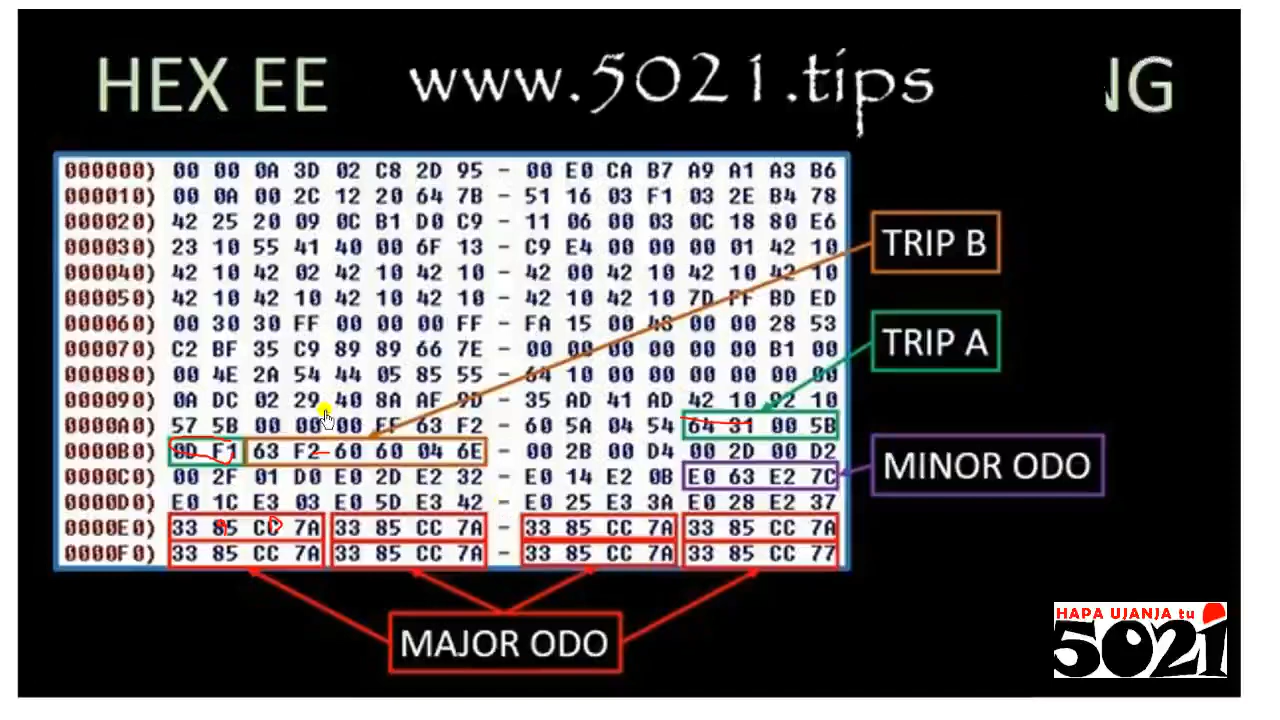 HEX EE www.5021.tips NG
000000) 00 00 0A 3D 02 C8 2D 95 - 00 E0 CA B7 A9 A1 A3 B6
000010) 00 0A 00 2C 12 20 64 7B - 51 16 03 F1 03 2E B4 78
000020) 42 25 20 09 0C B1 D0 C9 - 11 06 00 03 0C 18 80 E6
000030) 23 10 55 41 40 00 6F 13 - C9 E4 00 00 00 01 42 10
000040) 42 10 42 02 42 10 42 10 - 42 00 42 10 42 10 42 10
000050) 42 10 42 10 42 10 42 10 - 42 10 42 10 7D FF BD ED
000060) 00 30 30 FF 00 00 00 FF - FA 15 00 48 00 00 28 53
000070) C2 BF 35 C9 89 89 66 7E - 00 00 00 00 00 00 B1 00
000080) 00 4E 2A 54 44 05 85 55 - 64 10 00 00 00 00 00 00
000090) 0A DC 02 29 40 8A AF 9D - 35 AD 41 AD 42 10 92 10
0000A0) 57 5B 00 00 00 FF 63 F2 - 60 5A 04 54 64 31 00 5B
0000B0) 0D F1 63 F2 60 60 04 6E - 00 2B 00 D4 00 2D 00 D2
0000C0) 00 2F 01 D0 E0 2D E2 32 - E0 14 E2 0B E0 63 E2 7C
0000D0) E0 1C E3 03 E0 5D E3 42 - E0 25 E3 3A E0 28 E2 37
0000E0) 33 85 CC 7A 33 85 CC 7A - 33 85 CC 7A 33 85 CC 7A
0000F0) 33 85 CC 7A 33 85 CC 7A - 33 85 CC 7A 33 85 CC 77
TRIP B
TRIP A
MINOR ODO
MAJOR ODO
HAPA UJANJA tu
5021